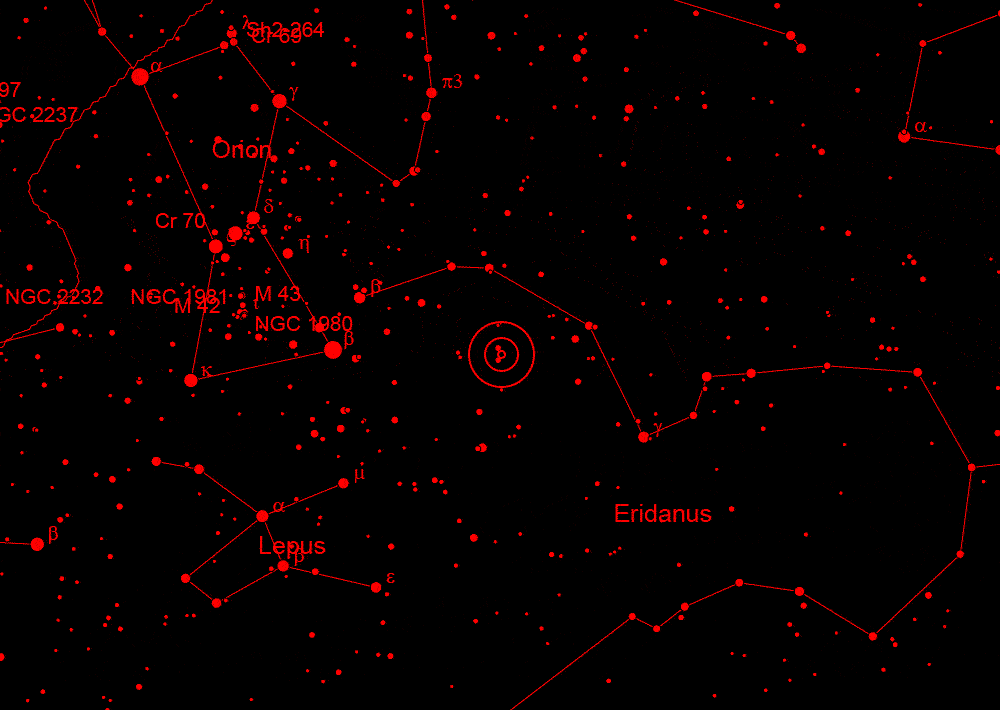 λ
Sh2-264
Cr 69
α
π3
97
γ
GC 2237
α
Orion
δ
Cr 70
ε
ζ
η
β
NGC 2232
NGC 1981
M 43
M 42
ι
NGC 1980
β
κ
γ
μ
α
Eridanus
β
Lepus
β
ε